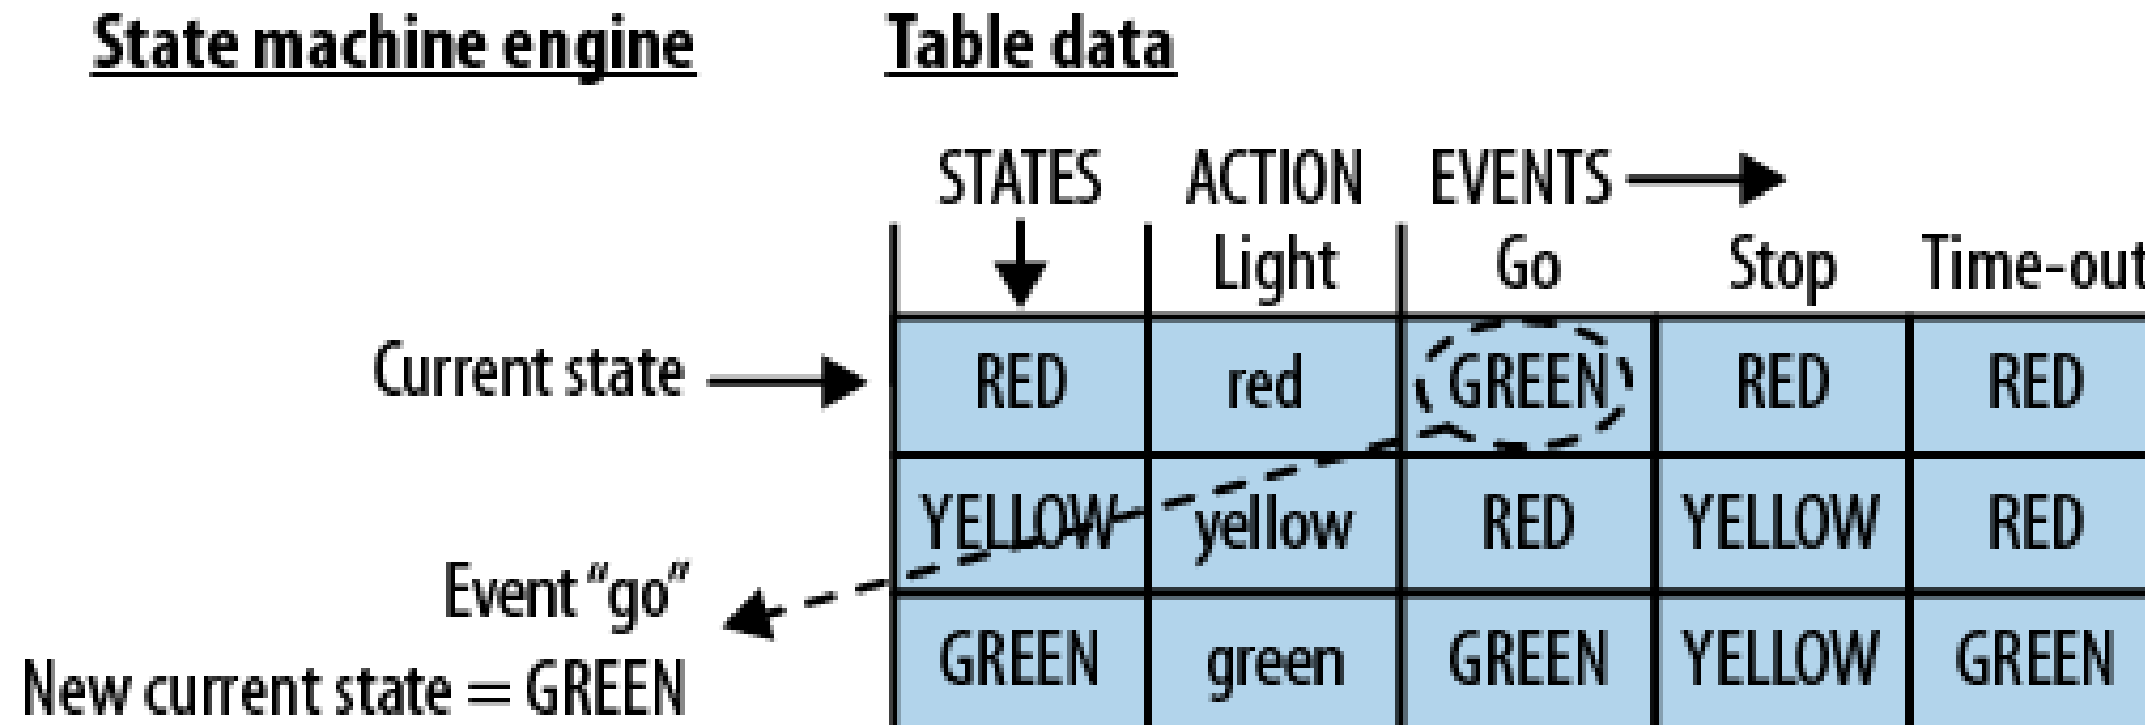 State machine engine Table data
STATES ACTION EVENTS
Light Go Stop Time-out
Current state RED red GREEN RED RED
YELLOW yellow RED YELLOW RED
Event “go”
GREEN green GREEN YELLOW GREEN
New current state = GREEN